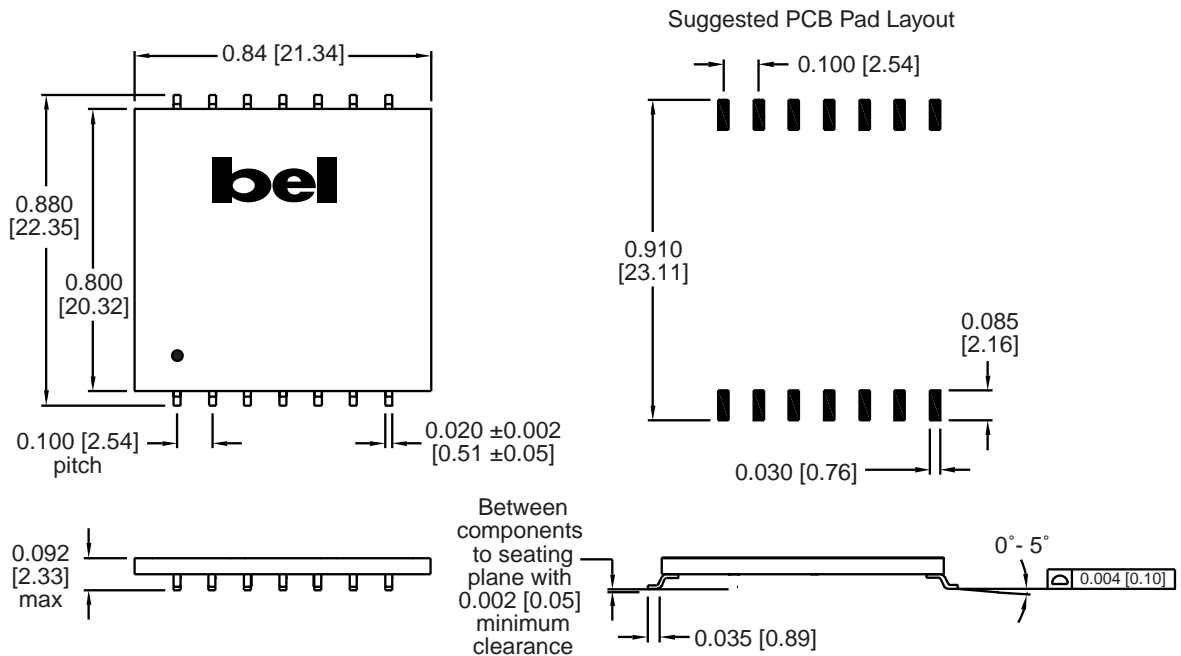 Suggested PCB Pad Layout
0.84 [21.34]
0.100 [2.54]
bel
0.880
[22.35]
0.800
[20.32]
0.910
[23.11]
0.085
[2.16]
0.100 [2.54]
pitch
0.020 ±0.002
[0.51 ±0.05]
0.030 [0.76]
0.092
[2.33]
max
Between
components
to seating
plane with
0.002 [0.05]
minimum
clearance
0.035 [0.89]
0˚- 5˚
0.004 [0.10]